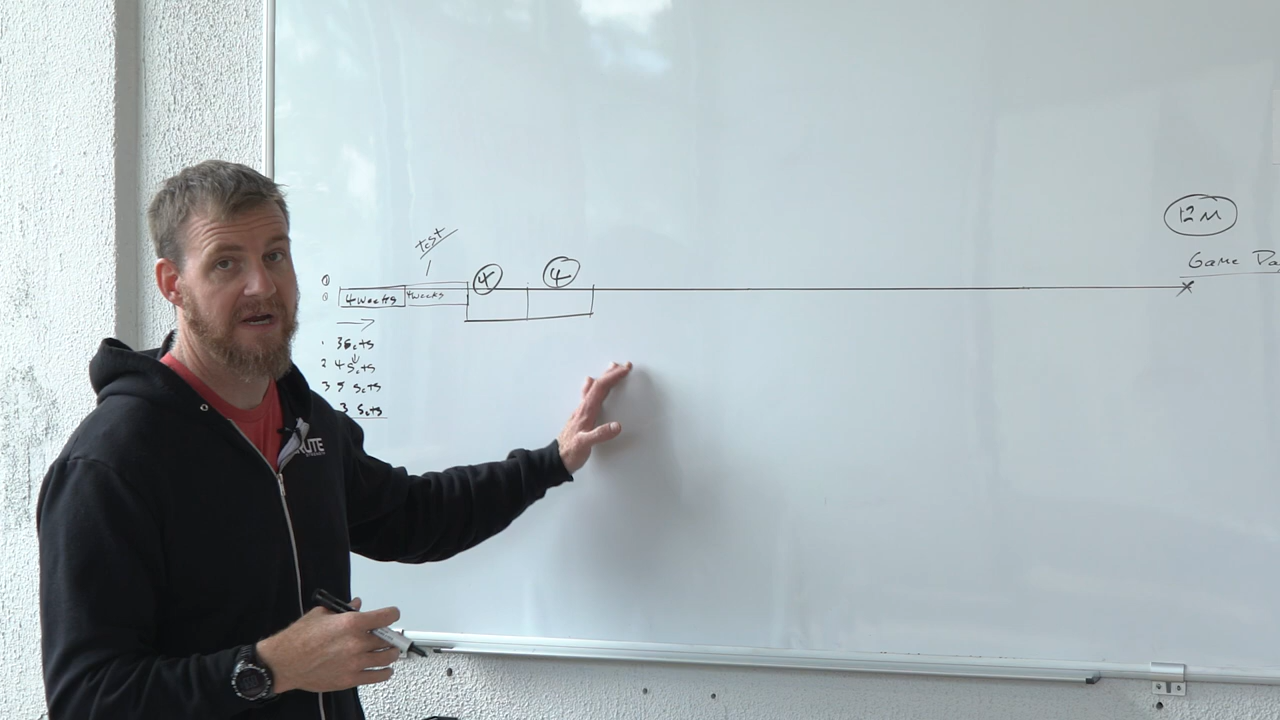 12M
Game Da
test
4
4
4 weeks
4 weeks
1 3 Sets
2 4 Sets
3 5 Sets
3 Sets